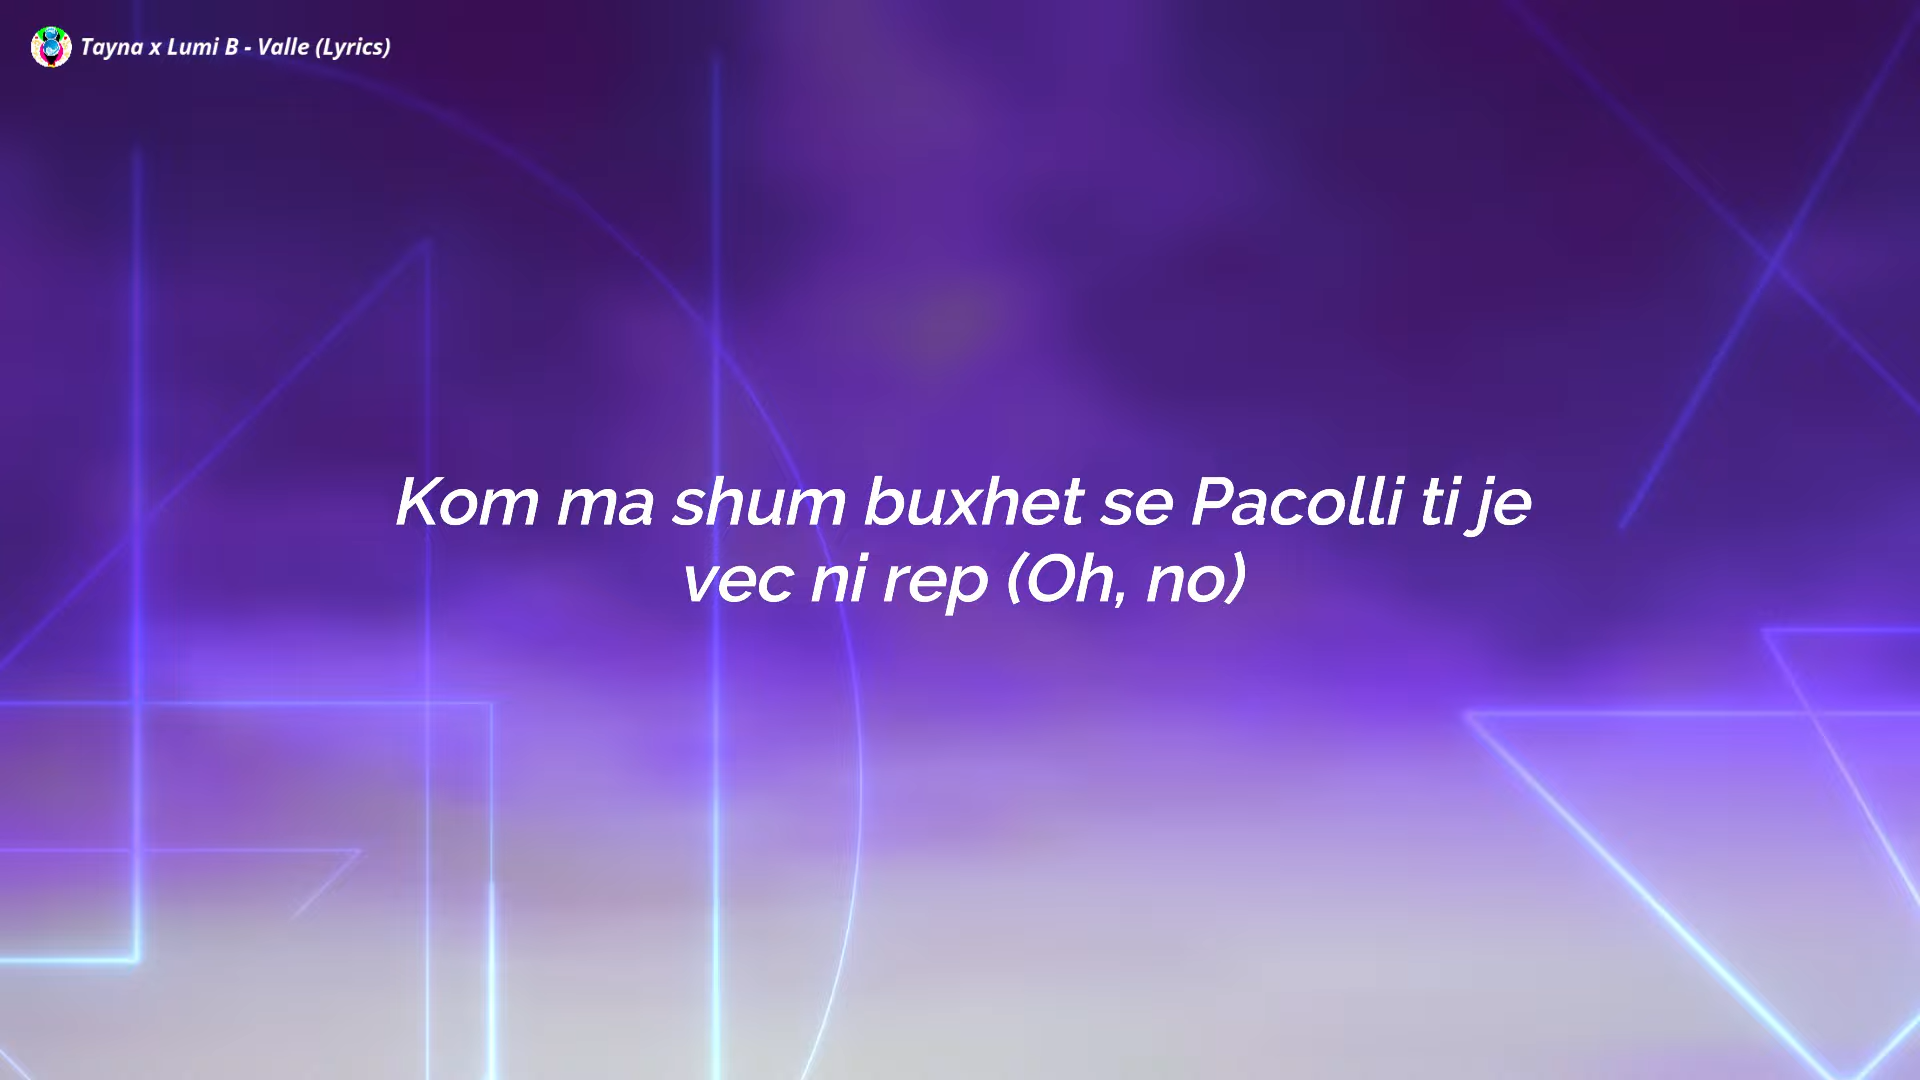 Tayna x Lumi B - Valle (Lyrics)
Kom ma shum buxhet se Pacolli ti je
vec ni rep (Oh, no)